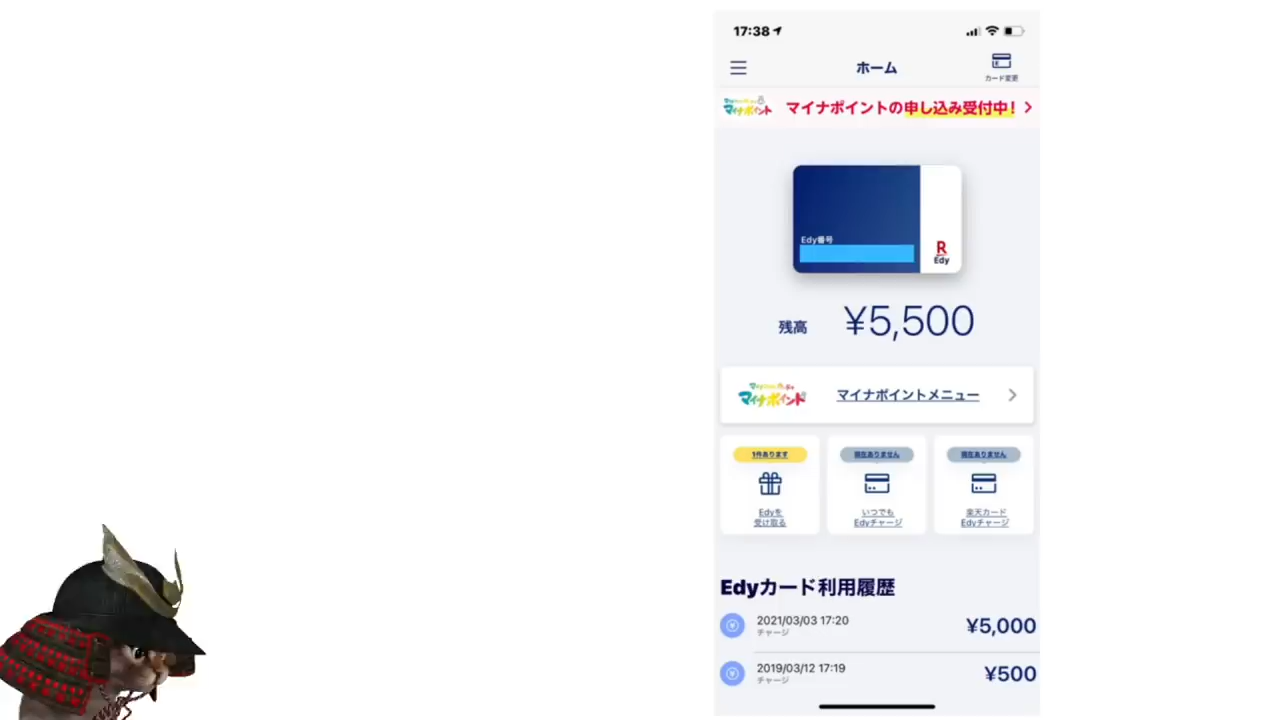 17:38
ホーム
カード変更
マイナポイント
マイナポイントの申し込み受付中!
Edy番号
R
Edy
残高 ¥5,500
マイナポイント
マイナポイントメニュー
1件あります
Edyを
受け取る
現在ありません
いつでも
Edyチャージ
現在ありません
楽天カード
Edyチャージ
Edyカード利用履歴
2021/03/03 17:20 ¥5,000
チャージ
2019/03/12 17:19 ¥500
チャージ